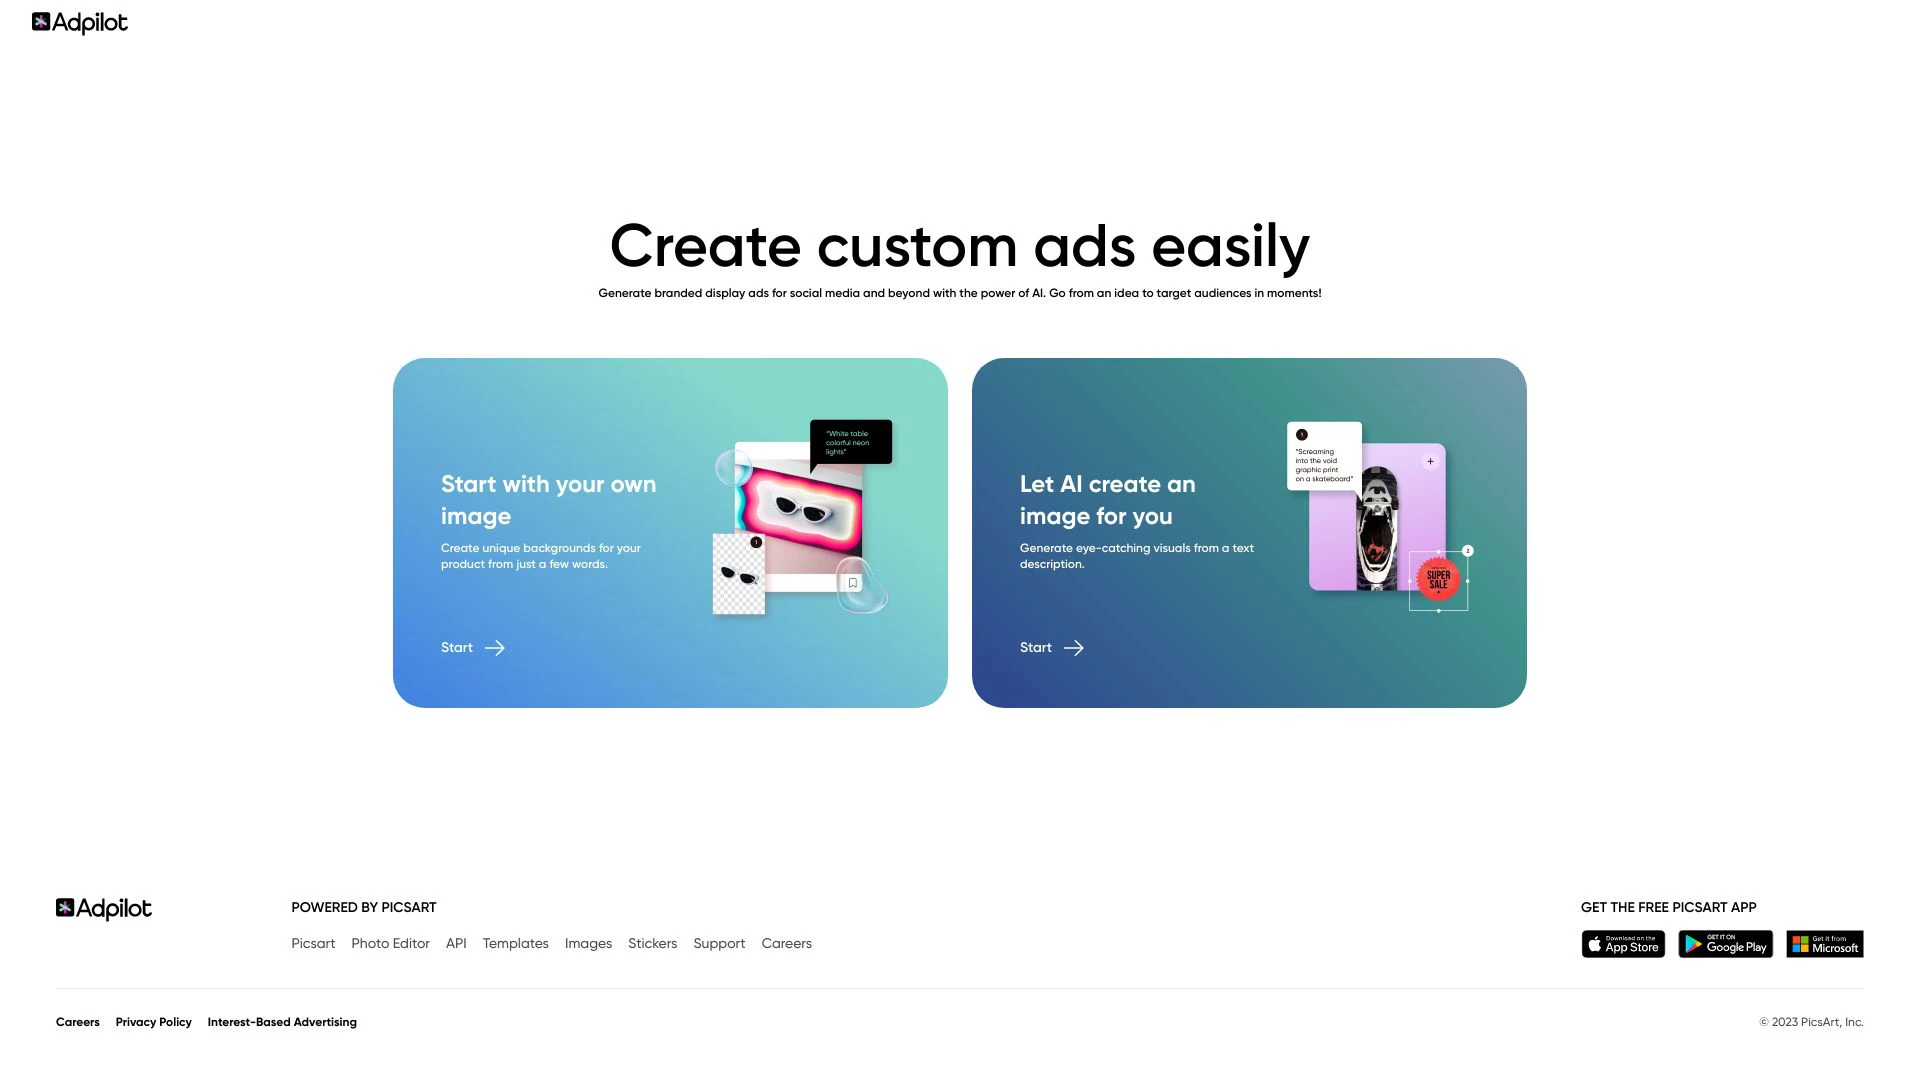 Adpilot
Create custom ads easily
Generate branded display ads for social media and beyond with the power of AI. Go from an idea to target audiences in moments!
Start with your own
image
Create unique backgrounds for your
product from just a few words.
Start
"White table
colorful neon
lights"
1
Let AI create an
image for you
Generate eye-catching visuals from a text
description.
Start
1
"Screaming
into the void
graphic print
on a skateboard"
2
SUPER
SALE
Adpilot
POWERED BY PICSART
Picsart Photo Editor API Templates Images Stickers Support Careers
GET THE FREE PICSART APP
Download on the
App Store
GET IT ON
Google Play
Get it from
Microsoft
Careers Privacy Policy Interest-Based Advertising
© 2023 PicsArt, Inc.